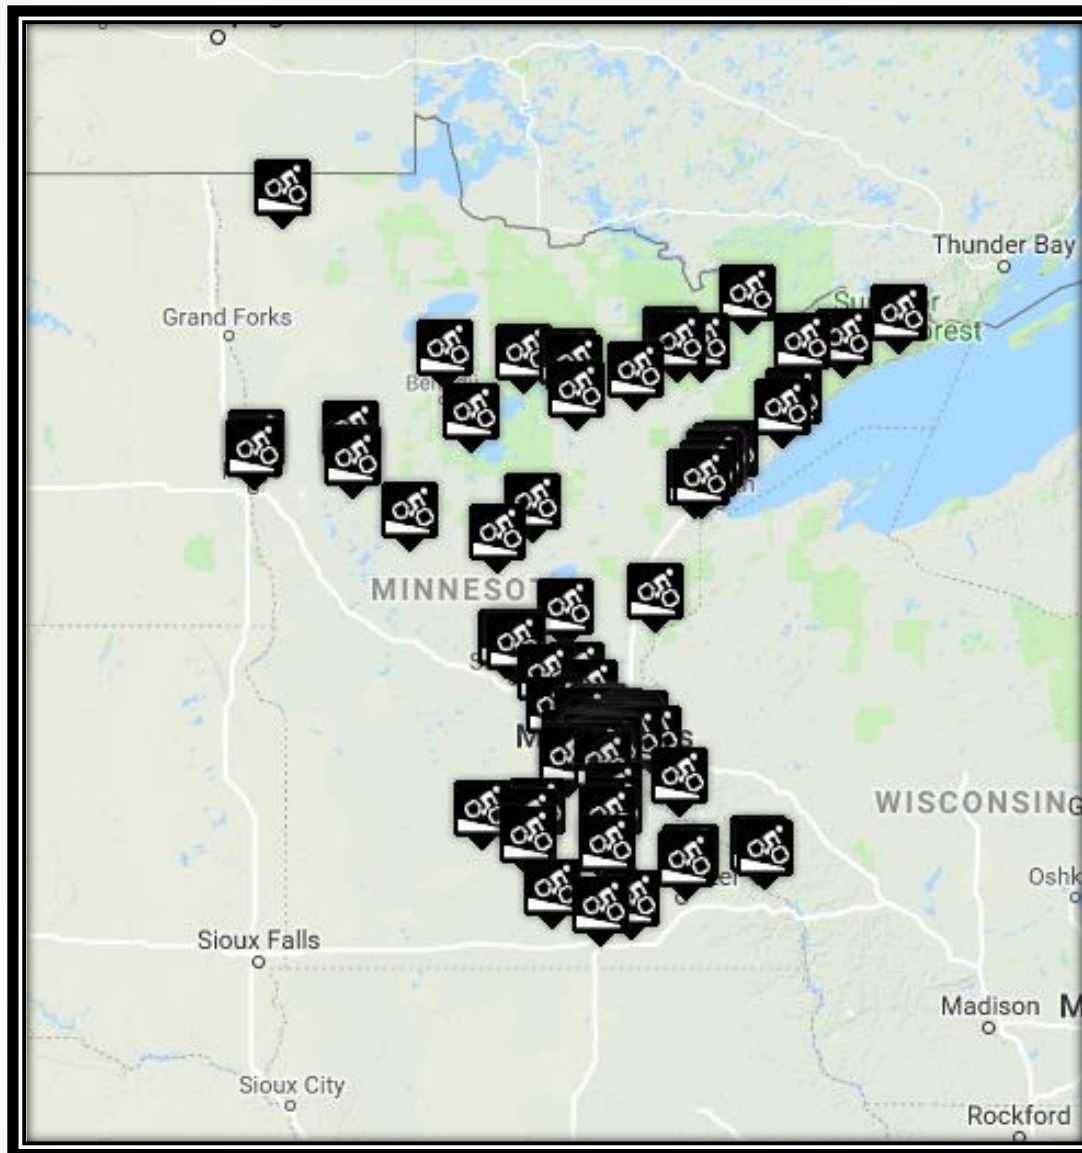 Thunder Bay
Grand Forks
MINNESOT
WISCONSIN
Sioux Falls
Madison
Sioux City
Rockford